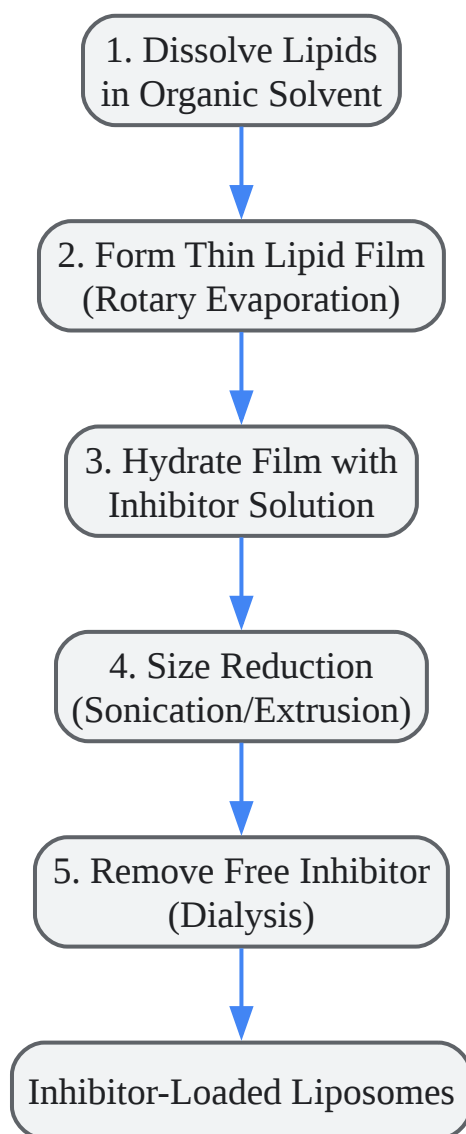 1. Dissolve Lipids
in Organic Solvent
2. Form Thin Lipid Film
(Rotary Evaporation)
3. Hydrate Film with
Inhibitor Solution
4. Size Reduction
(Sonication/Extrusion)
5. Remove Free Inhibitor
(Dialysis)
Inhibitor-Loaded Liposomes